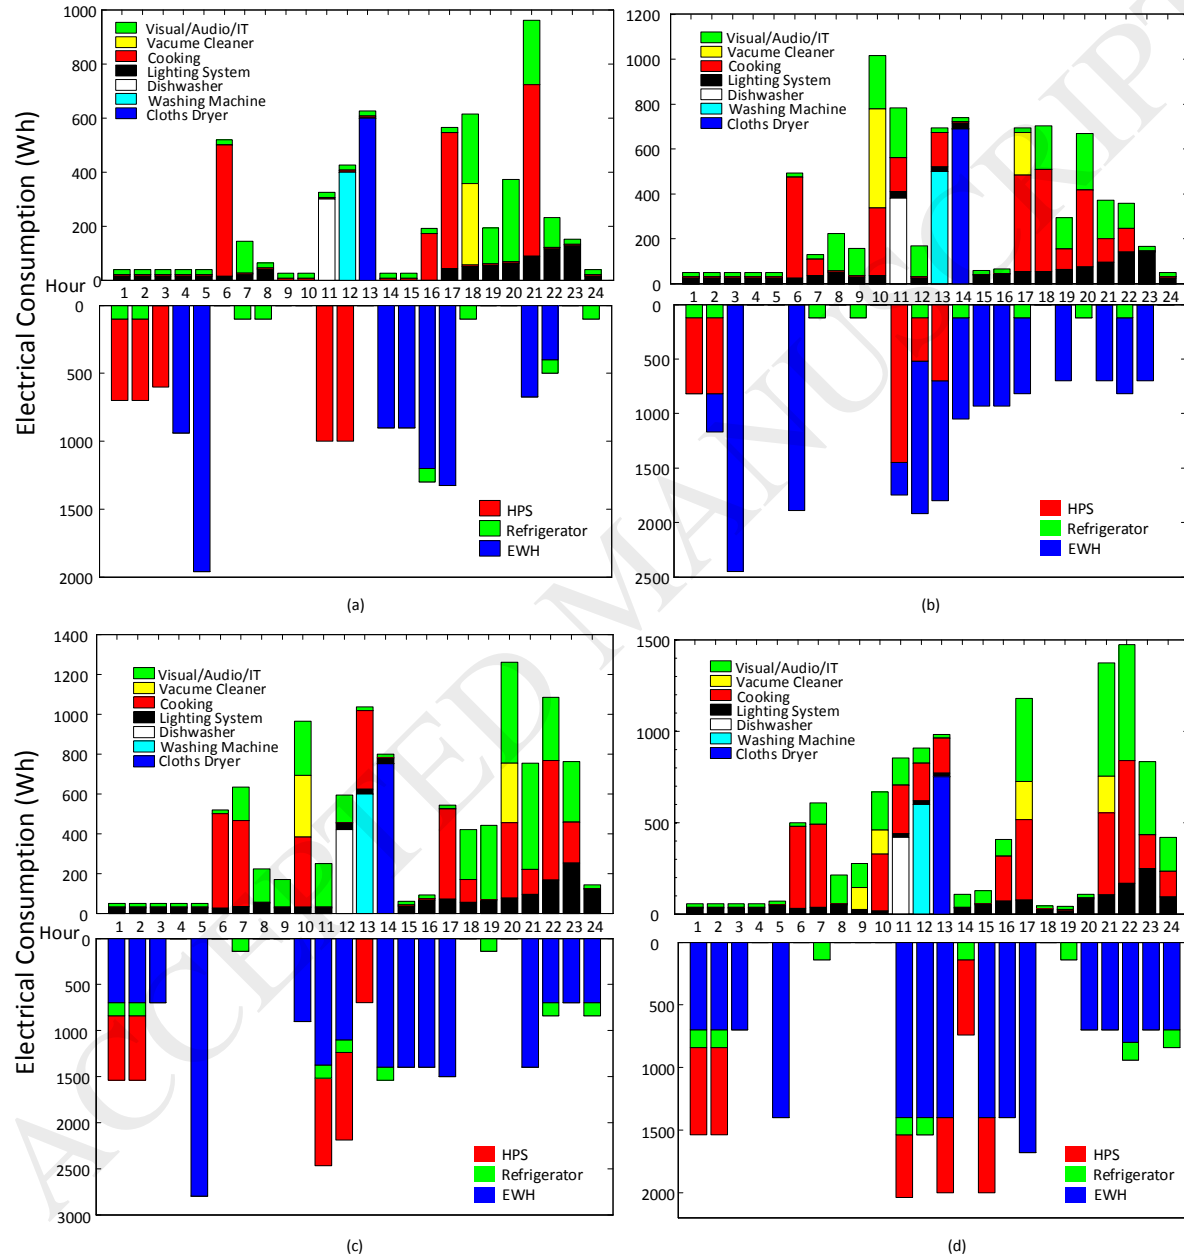 1000
800
600
400
200
0
Visual/Audio/IT
Vacume Cleaner
Cooking
Lighting System
Dishwasher
Washing Machine
Cloths Dryer
Hour
1 2 3 4 5 6 7 8 9 10 11 12 13 14 15 16 17 18 19 20 21 22 23 24
0
500
1000
1500
2000
HPS
Refrigerator
EWH
Electrical Consumption (Wh)
(a)
1200
1000
800
600
400
200
0
Visual/Audio/IT
Vacume Cleaner
Cooking
Lighting System
Dishwasher
Washing Machine
Cloths Dryer
1 2 3 4 5 6 7 8 9 10 11 12 13 14 15 16 17 18 19 20 21 22 23 24
0
500
1000
1500
2000
2500
HPS
Refrigerator
EWH
(b)
1400
1200
1000
800
600
400
200
0
Visual/Audio/IT
Vacume Cleaner
Cooking
Lighting System
Dishwasher
Washing Machine
Cloths Dryer
Hour
1 2 3 4 5 6 7 8 9 10 11 12 13 14 15 16 17 18 19 20 21 22 23 24
0
500
1000
1500
2000
2500
3000
HPS
Refrigerator
EWH
Electrical Consumption (Wh)
(c)
1500
1000
500
0
Visual/Audio/IT
Vacume Cleaner
Cooking
Lighting System
Dishwasher
Washing Machine
Cloths Dryer
1 2 3 4 5 6 7 8 9 10 11 12 13 14 15 16 17 18 19 20 21 22 23 24
0
500
1000
1500
2000
HPS
Refrigerator
EWH
(d)
ACCEPTED MANUSCRIPT